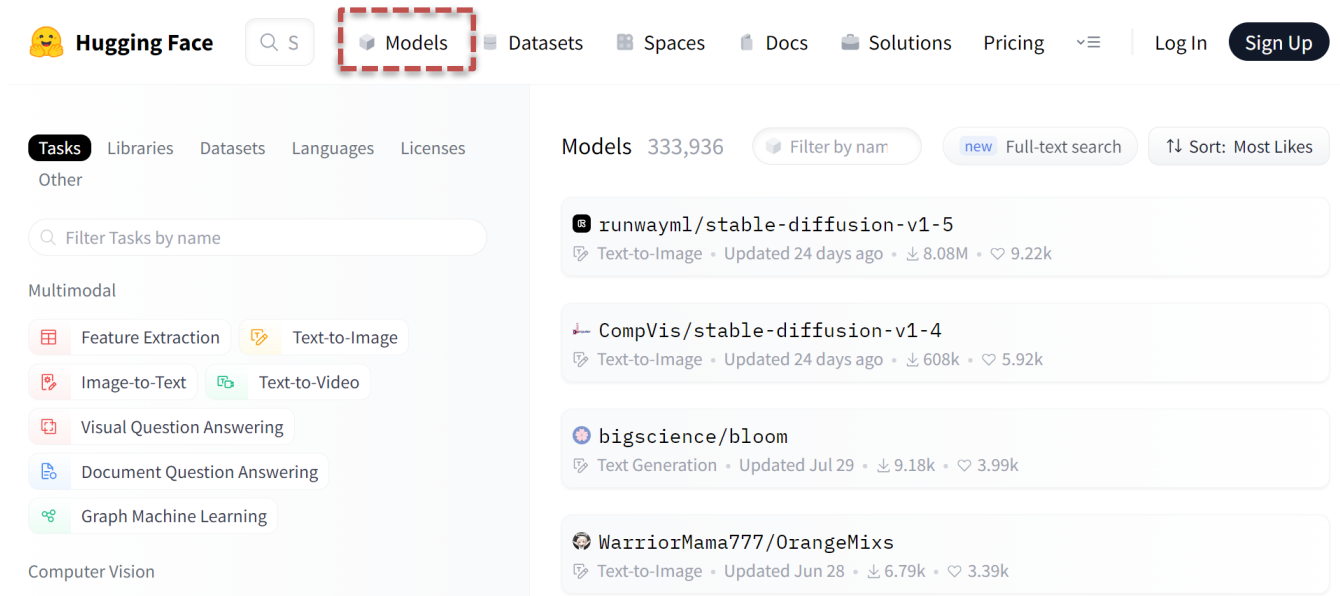 Hugging Face S Models Datasets Spaces Docs Solutions Pricing Log In Sign Up
Tasks Libraries Datasets Languages Licenses
Other
Filter Tasks by name
Multimodal
Feature Extraction Text-to-Image
Image-to-Text Text-to-Video
Visual Question Answering
Document Question Answering
Graph Machine Learning
Computer Vision
Models 333,936 Filter by nam new Full-text search Sort: Most Likes
runwayml/stable-diffusion-v1-5
Text-to-Image • Updated 24 days ago • 8.08M • 9.22k
CompVis/stable-diffusion-v1-4
Text-to-Image • Updated 24 days ago • 608k • 5.92k
bigscience/bloom
Text Generation • Updated Jul 29 • 9.18k • 3.99k
WarriorMama777/OrangeMixs
Text-to-Image • Updated Jun 28 • 6.79k • 3.39k